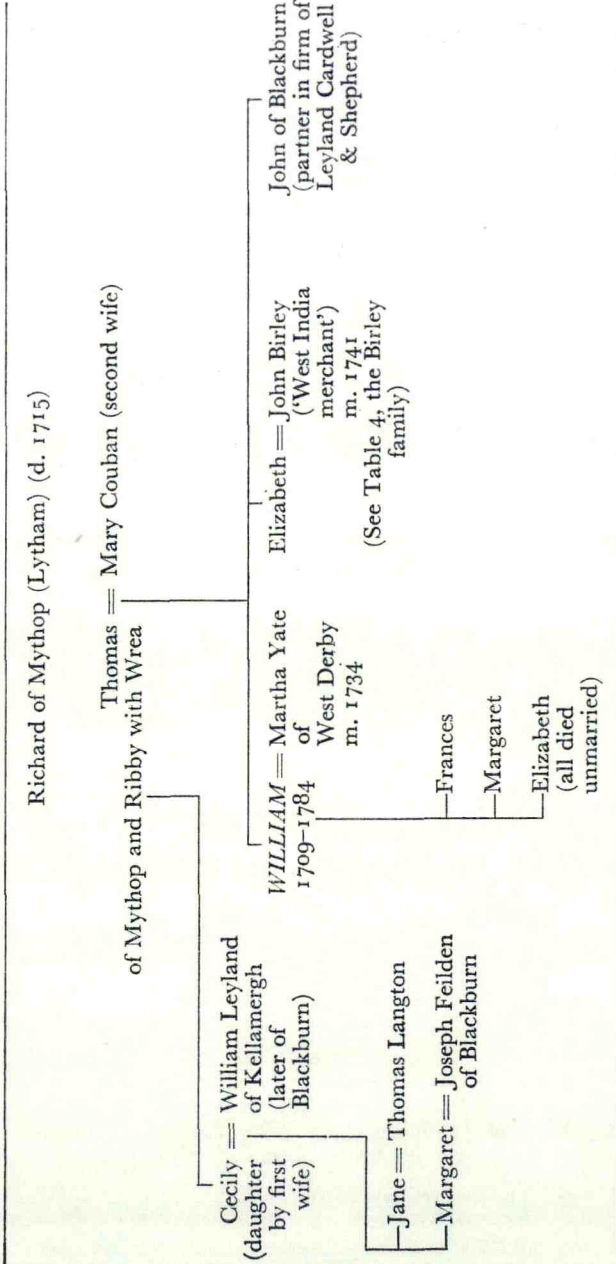 Richard of Mythop (Lytham) (d. 1715)
Thomas = Mary Couban (second wife)
of Mythop and Ribby with Wrea
Cecily = William Leyland
(daughter of Kellamergh
by first (later of
wife) Blackburn)
Jane = Thomas Langton
Margaret = Joseph Feilden
of Blackburn
WILLIAM = Martha Yate
1709–1784 of
West Derby
m. 1734
Frances
Margaret
Elizabeth
(all died
unmarried)
Elizabeth = John Birley
('West India
merchant')
m. 1741
(See Table 4, the Birley
family)
John of Blackburn
(partner in firm of
Leyland Cardwell
& Shepherd)